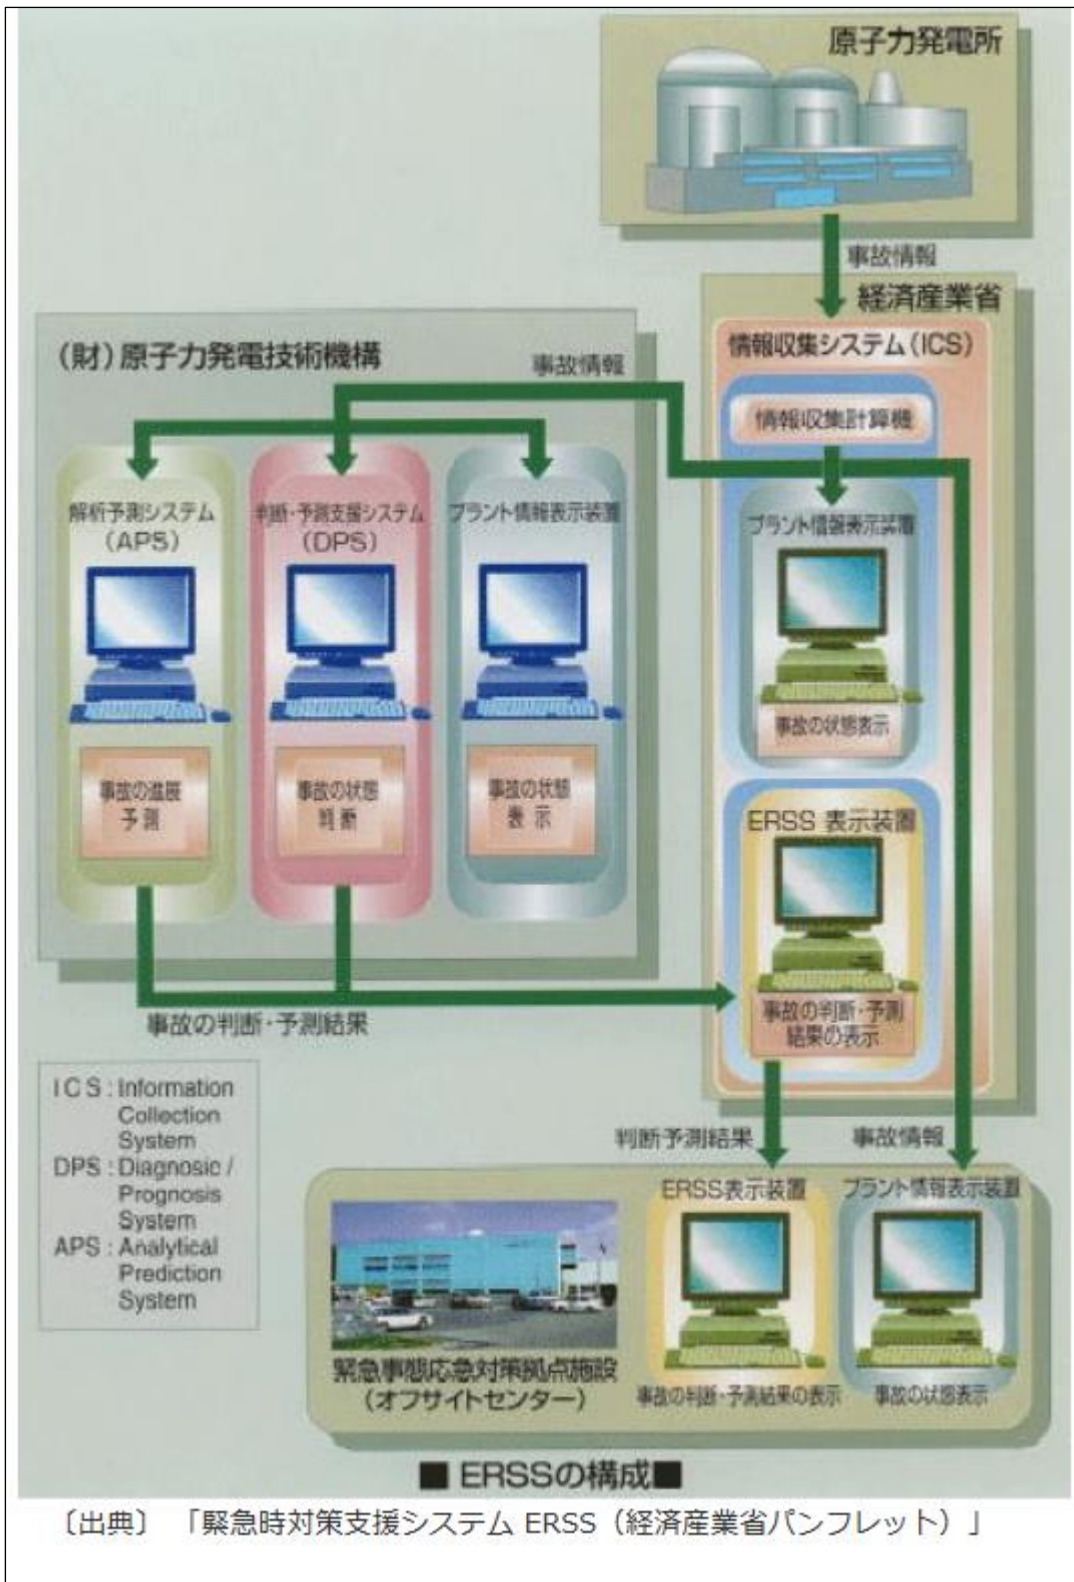 原子力発電所
事故情報
経済産業省
情報収集システム(ICS)
情報収集計算機
プラント情報表示装置
事故の状態表示
ERSS 表示装置
事故の判断・予測
結果の表示
(財)原子力発電技術機構
事故情報
解析予測システム
(APS)
判断・予測支援システム
(DPS)
プラント情報表示装置
事故の進展
予測
事故の状態
判断
事故の状態
表示
事故の判断・予測結果
ICS : Information
Collection
System
DPS : Diagnosic /
Prognosis
System
APS : Analytical
Prediction
System
判断予測結果
事故情報
ERSS表示装置
プラント情報表示装置
緊急事態応急対策拠点施設
(オフサイトセンター)
事故の判断・予測結果の表示
事故の状態表示
■ ERSSの構成■
〔出典〕 「緊急時対策支援システム ERSS(経済産業省パンフレット)」